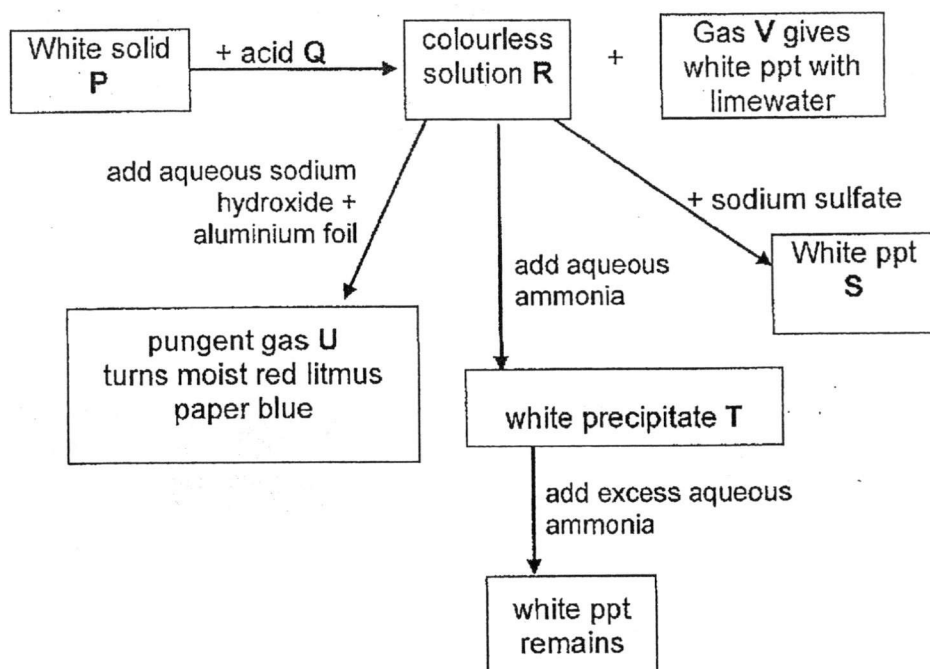 White solid
P
+ acid Q
colourless
solution R
+
Gas V gives
white ppt with
limewater
add aqueous sodium
hydroxide +
aluminium foil
add aqueous
ammonia
+ sodium sulfate
White ppt
S
pungent gas U
turns moist red litmus
paper blue
white precipitate T
add excess aqueous
ammonia
white ppt
remains